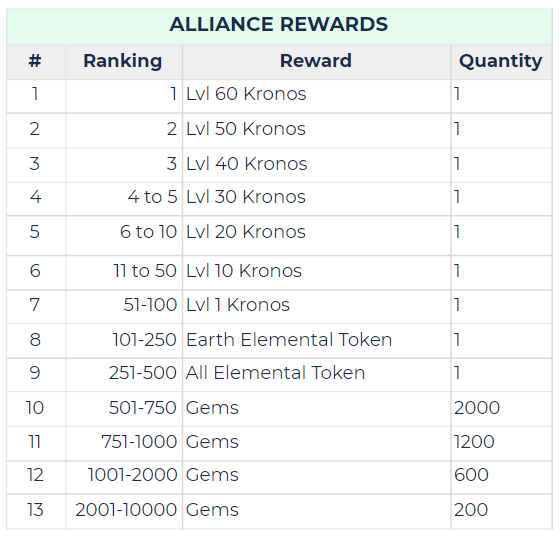 ALLIANCE REWARDS
# Ranking Reward Quantity
1 1 Lvl 60 Kronos 1
2 2 Lvl 50 Kronos 1
3 3 Lvl 40 Kronos 1
4 4 to 5 Lvl 30 Kronos 1
5 6 to 10 Lvl 20 Kronos 1
6 11 to 50 Lvl 10 Kronos 1
7 51-100 Lvl 1 Kronos 1
8 101-250 Earth Elemental Token 1
9 251-500 All Elemental Token 1
10 501-750 Gems 2000
11 751-1000 Gems 1200
12 1001-2000 Gems 600
13 2001-10000 Gems 200